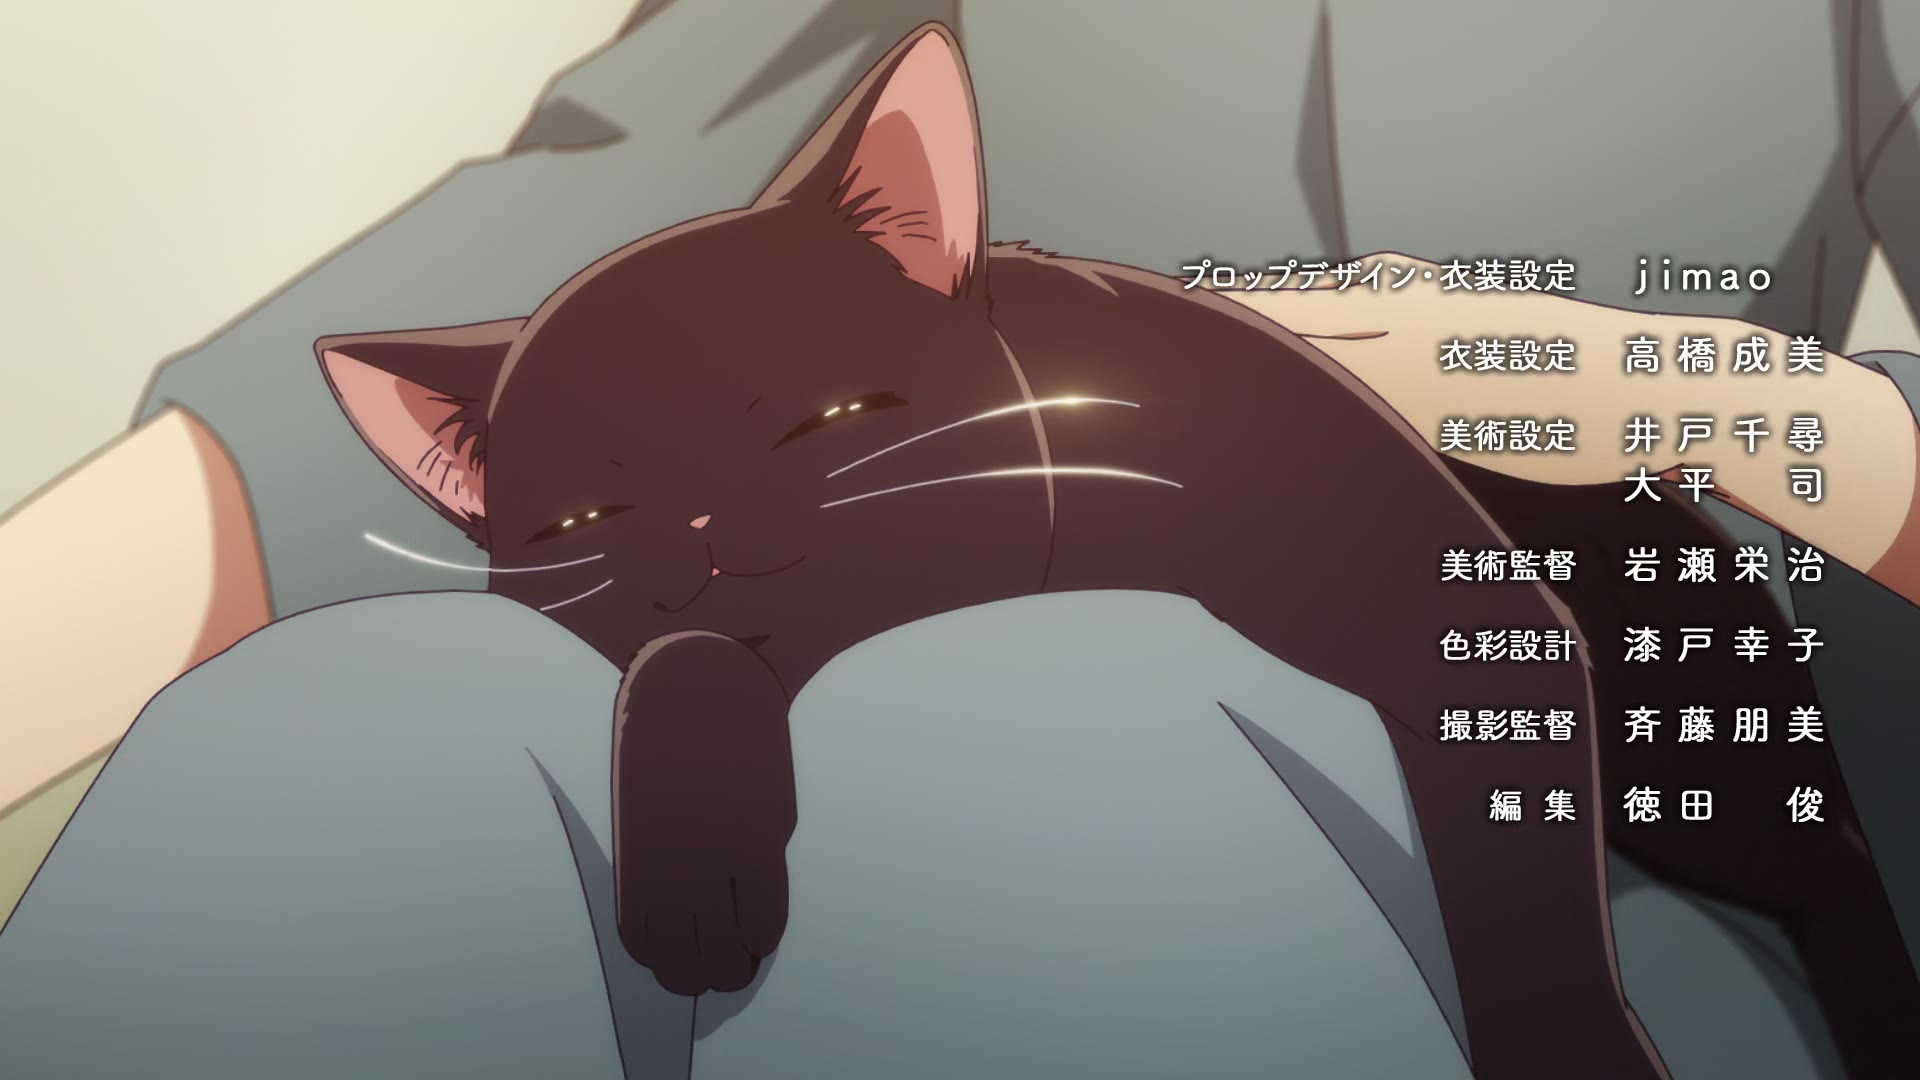 プロップデザイン・衣装設定 jimao
衣装設定 高橋成美
美術設定 井戸千尋
大平 司
美術監督 岩瀬栄治
色彩設計 漆戸幸子
撮影監督 斉藤朋美
編集 徳田 俊